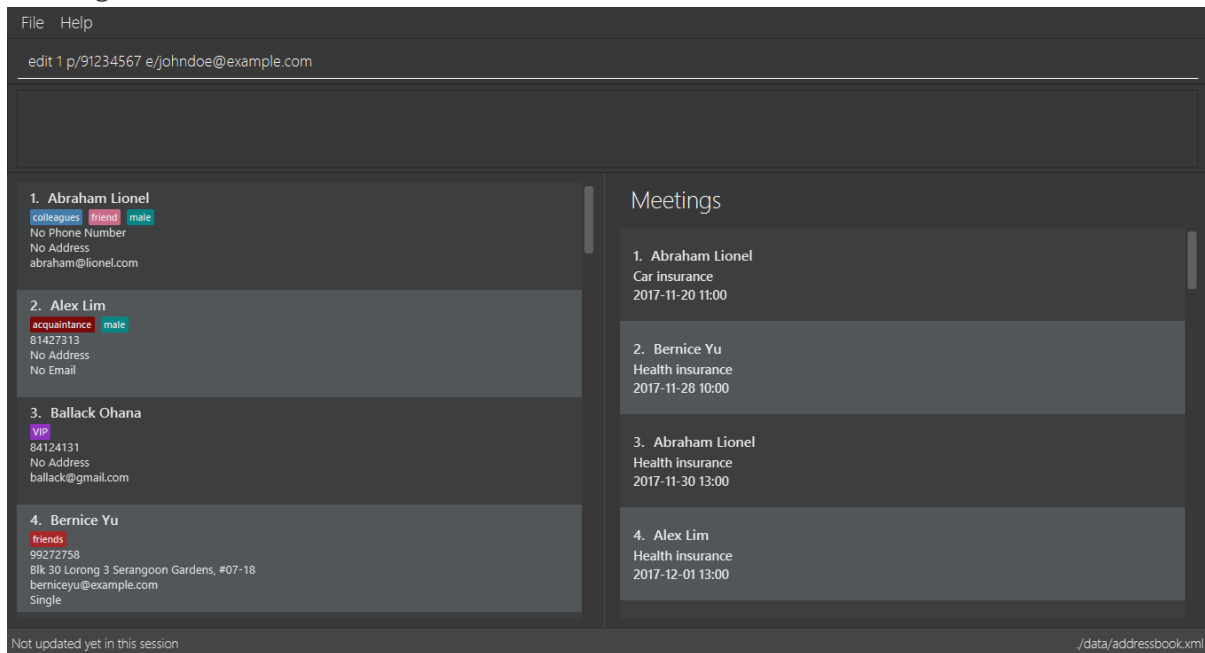 File Help
edit 1 p/91234567 e/johndoe@example.com
1. Abraham Lionel
colleagues friend male
No Phone Number
No Address
abraham@lionel.com
2. Alex Lim
acquaintance male
81427313
No Address
No Email
3. Ballack Ohana
VIP
84124131
No Address
ballack@gmail.com
4. Bernice Yu
friends
99272758
Blk 30 Lorong 3 Serangoon Gardens, #07-18
berniceyu@example.com
Single
Meetings
1. Abraham Lionel
Car insurance
2017-11-20 11:00
2. Bernice Yu
Health insurance
2017-11-28 10:00
3. Abraham Lionel
Health insurance
2017-11-30 13:00
4. Alex Lim
Health insurance
2017-12-01 13:00
Not updated yet in this session
./data/addressbook.xml